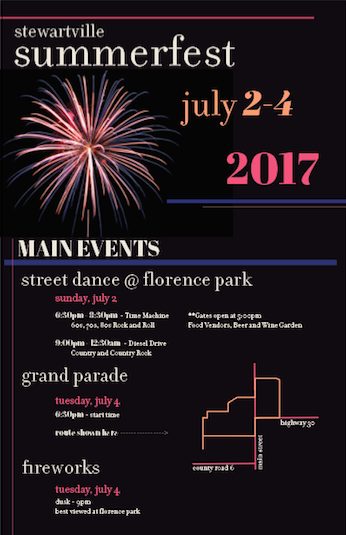 stewartville
summerfest
july 2-4
2017
MAIN EVENTS
street dance @ florence park
sunday, july 2
6:30pm - 8:30pm - Time Machine
60s, 70s, 80s Rock and Roll
**Gates open at 5:00pm
Food Vendors, Beer and Wine Garden
9:00pm - 12:30am - Diesel Drive
Country and Country Rock
grand parade
tuesday, july 4
6:30pm - start time
route shown here ---------------->
highway 30
main street
county road 6
fireworks
tuesday, july 4
dusk - 9pm
best viewed at florence park